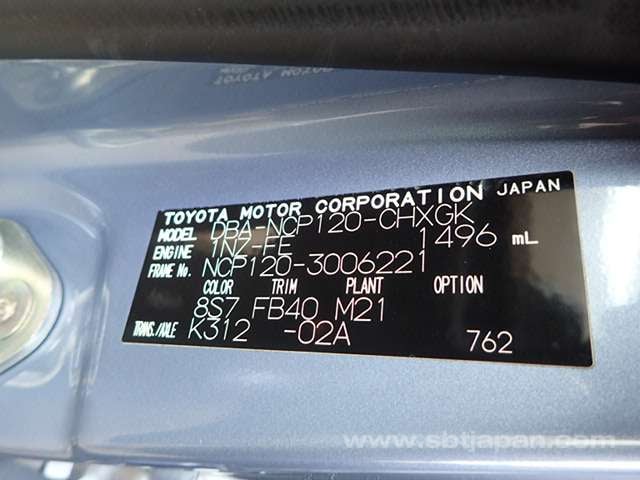 TOYOTA MOTOR CORPORATION JAPAN
MODEL DBA-NCP120-CHXGK
ENGINE 1NZ-FE 1496 mL
FRAME No. NCP120-3006221
COLOR TRIM PLANT OPTION
8S7 FB40 M21
TRANS./AXLE K312 -02A 762
www.sbtjapan.com